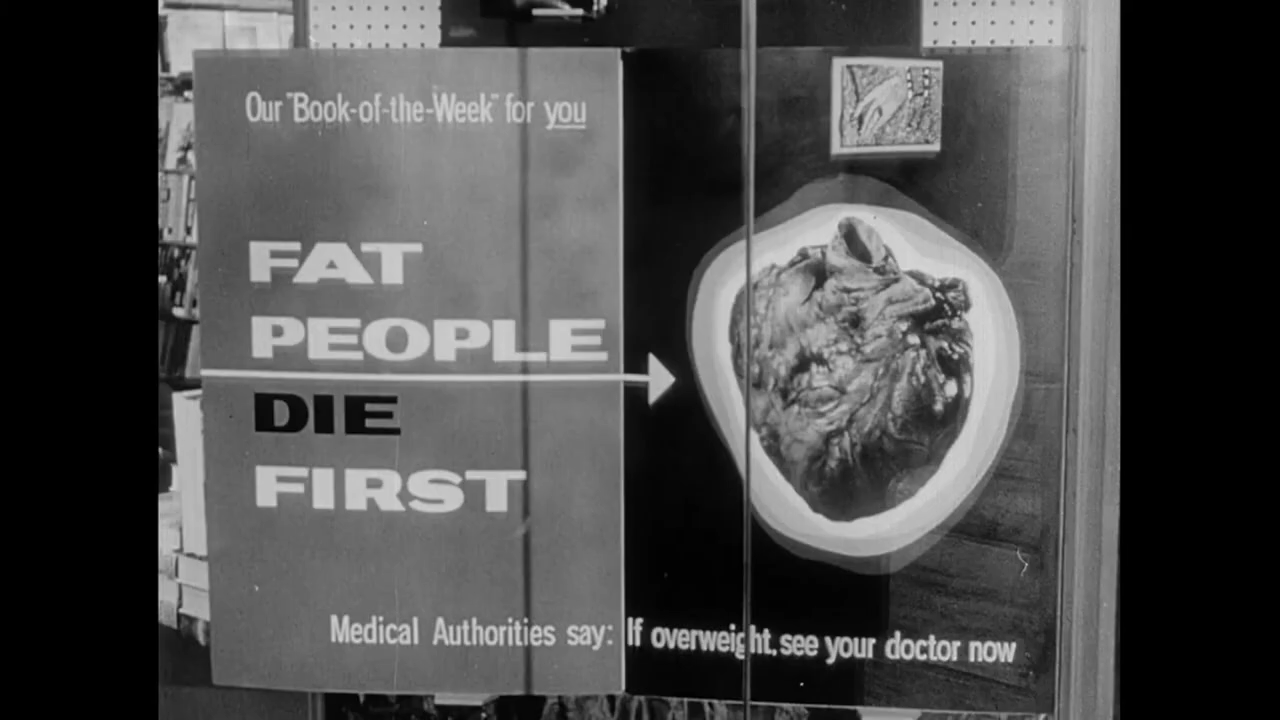 Our "Book-of-the-Week" for you
FAT
PEOPLE
DIE
FIRST
Medical Authorities say: If overweight, see your doctor now